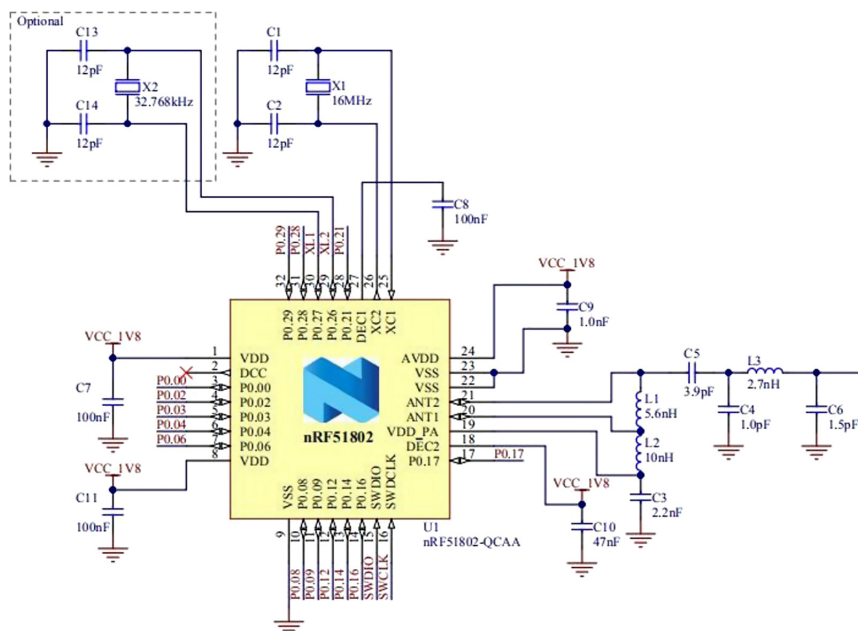 Optional
C13
12pF
X2
32.768kHz
C14
12pF
C1
12pF
X1
16MHz
C2
12pF
C8
100nF
P0.29
P0.28
XL1
XL2
P0.21
32
31
30
29
28
27
26
25
P0.29
P0.28
P0.27
P0.26
P0.21
DEC1
XC2
XC1
VCC_1V8
C9
1.0nF
VCC_1V8
C7
100nF
1
2
P0.00
3
P0.02
4
P0.03
5
P0.04
6
P0.06
7
8
VDD
DCC
P0.00
P0.02
P0.03
P0.04
P0.06
VDD
nRF51802
AVDD
VSS
VSS
ANT2
ANT1
VDD_PA
DEC2
P0.17
24
23
22
21
20
19
18
17
P0.17
C5
3.9pF
L3
2.7nH
L1
5.6nH
C4
1.0pF
C6
1.5pF
L2
10nH
C3
2.2nF
VCC_1V8
C11
100nF
VCC_1V8
C10
47nF
VSS
P0.08
P0.09
P0.12
P0.14
P0.16
SWDIO
SWDCLK
9
10
11
12
13
14
15
16
P0.08
P0.09
P0.12
P0.14
P0.16
SWDIO
SWCLK
U1
nRF51802-QCAA